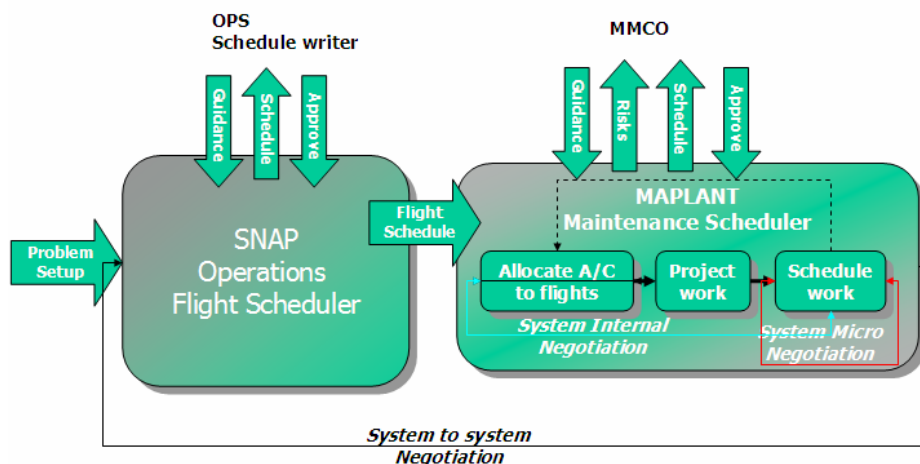 OPS
Schedule writer
MMCO
Guidance
Schedule
Approve
Guidance
Risks
Schedule
Approve
Problem
Setup
SNAP
Operations
Flight Scheduler
Flight
Schedule
MAPLANT
Maintenance Scheduler
Allocate A/C
to flights
Project
work
Schedule
work
System Internal
Negotiation
System Micro
Negotiation
System to system
Negotiation